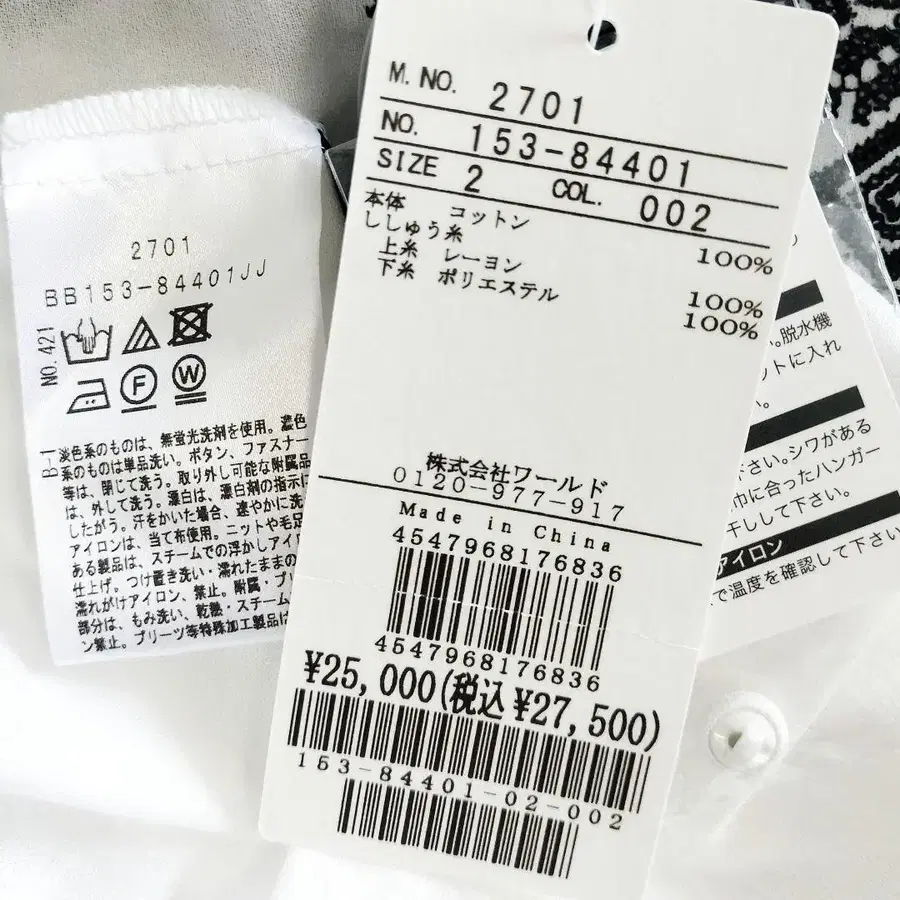 M. NO. 2701
NO. 153-84401
SIZE 2 COL. 002
本体 コットン 100%
ししゅう糸
上糸 レーヨン 100%
下糸 ポリエステル 100%
株式会社ワールド
0120-977-917
Made in China
4547968176836
4547968176836
¥25,000(税込¥27,500)
153-84401-02-002
2701
BB153-84401JJ
NO.421
F
W
B-1
淡色系のものは、無蛍光洗剤を使用。濃色
系のものは単品洗い。ボタン、ファスナー
等は、閉じて洗う。取り外し可能な附属品
は、外して洗う。漂白は、漂白剤の指示に
したがう。汗をかいた場合、速やかに洗
アイロンは、当て布使用。ニットや毛足
ある製品は、スチームでの浮かしアイ
仕上げ。つけ置き洗い・濡れたままの
濡れがけアイロン、禁止。附属・プリ
部分は、もみ洗い、乾燥・スチーム
ン禁止。プリーツ等特殊加工製品は
い。脱水機
ットに入れ
い。
さい。シワがある
巾に合ったハンガー
干しして下さい。
アイロン
で温度を確認して下さい